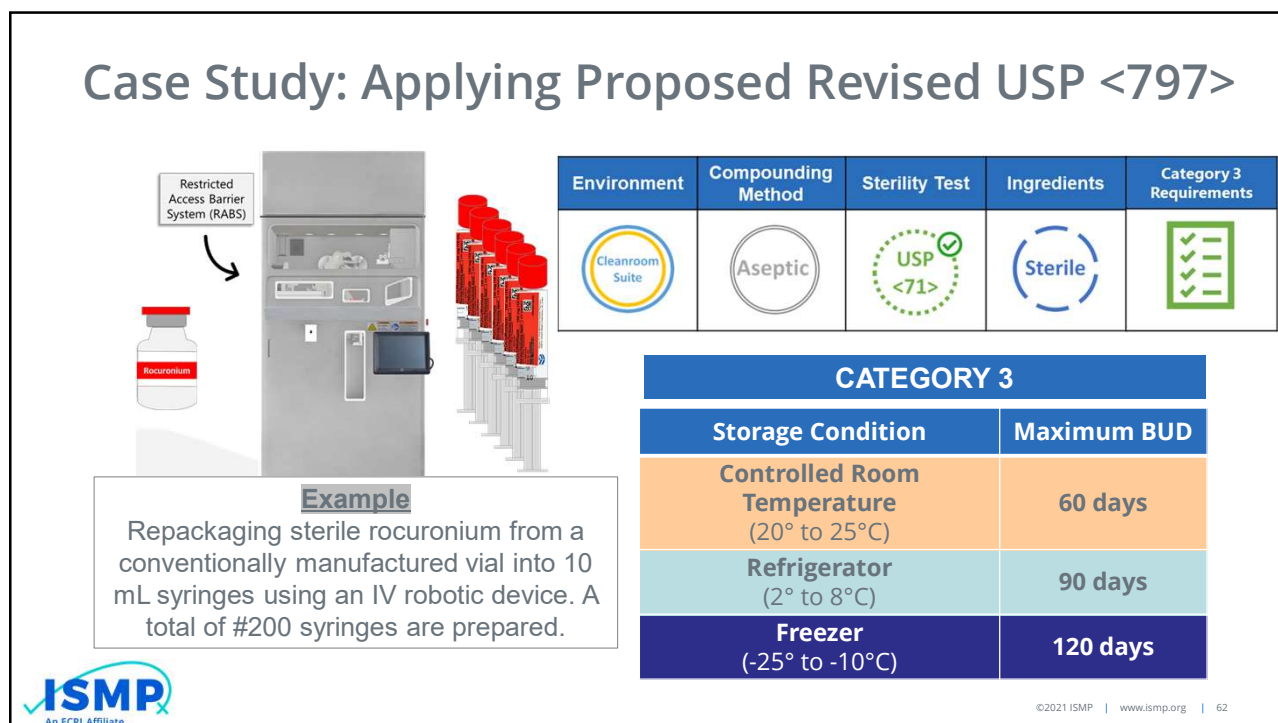 Case Study: Applying Proposed Revised USP <797>
Restricted
Access Barrier
System (RABS)
Rocuronium
Environment
Compounding
Method
Sterility Test
Ingredients
Category 3
Requirements
Cleanroom
Suite
Aseptic
USP
<71>
Sterile
Example
Repackaging sterile rocuronium from a
conventionally manufactured vial into 10
mL syringes using an IV robotic device. A
total of #200 syringes are prepared.
CATEGORY 3
Storage Condition
Maximum BUD
Controlled Room
Temperature
(20° to 25°C)
60 days
Refrigerator
(2° to 8°C)
90 days
Freezer
(-25° to -10°C)
120 days
ISMP
An ECRI Affiliate
©2021 ISMP | www.ismp.org | 62